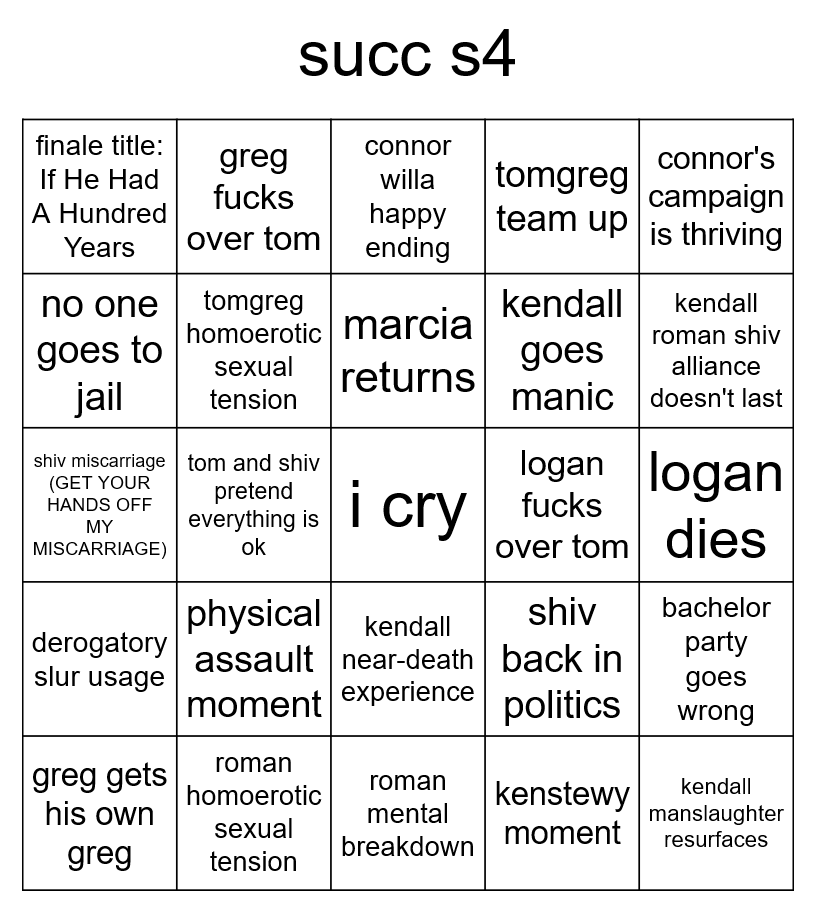 succ s4
finale title:
If He Had
A Hundred
Years
greg
fucks
over tom
connor
willa
happy
ending
tomgreg
team up
connor's
campaign
is thriving
no one
goes to
jail
tomgreg
homoerotic
sexual
tension
marcia
returns
kendall
goes
manic
kendall
roman shiv
alliance
doesn't last
shiv miscarriage
(GET YOUR
HANDS OFF
MY
MISCARRIAGE)
tom and shiv
pretend
everything is
ok
i cry
logan
fucks
over tom
logan
dies
derogatory
slur usage
physical
assault
moment
kendall
near-death
experience
shiv
back in
politics
bachelor
party
goes
wrong
greg gets
his own
greg
roman
homoerotic
sexual
tension
roman
mental
breakdown
kenstewy
moment
kendall
manslaughter
resurfaces